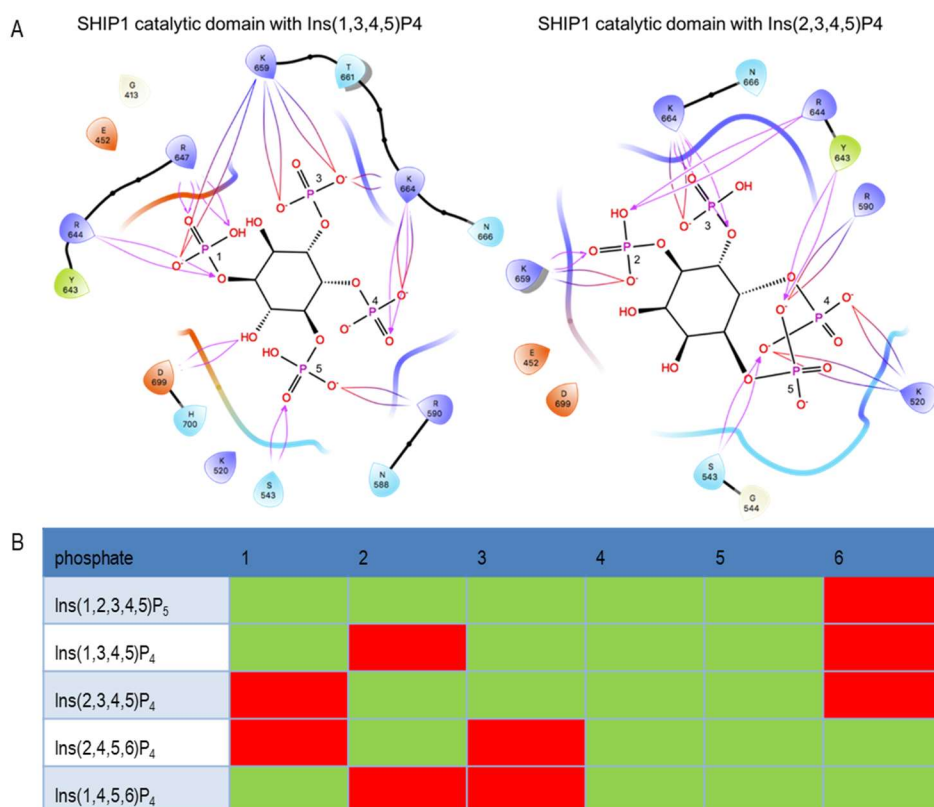 A
SHIP1 catalytic domain with Ins(1,3,4,5)P4
SHIP1 catalytic domain with Ins(2,3,4,5)P4
G
413
E
452
K
659
T
661
R
647
R
644
Y
643
K
664
N
666
O
P
3
O-
O-
O
HO
O
P
OH
O-
1
O
HO
O
P
4
O-
O-
O
O
HO
P
5
O-
O
D
699
H
700
K
520
S
543
R
590
N
588
N
666
K
664
R
644
Y
643
R
590
K
659
E
452
D
699
K
520
S
543
G
544
O
P
OH
O-
3
O
HO
O
P
2
O-
O
HO
HO
O
O-
P
4
O-
O-
O
O
P
5
O
O-
B
phosphate 1 2 3 4 5 6
Ins(1,2,3,4,5)P5
Ins(1,3,4,5)P4
Ins(2,3,4,5)P4
Ins(2,4,5,6)P4
Ins(1,4,5,6)P4